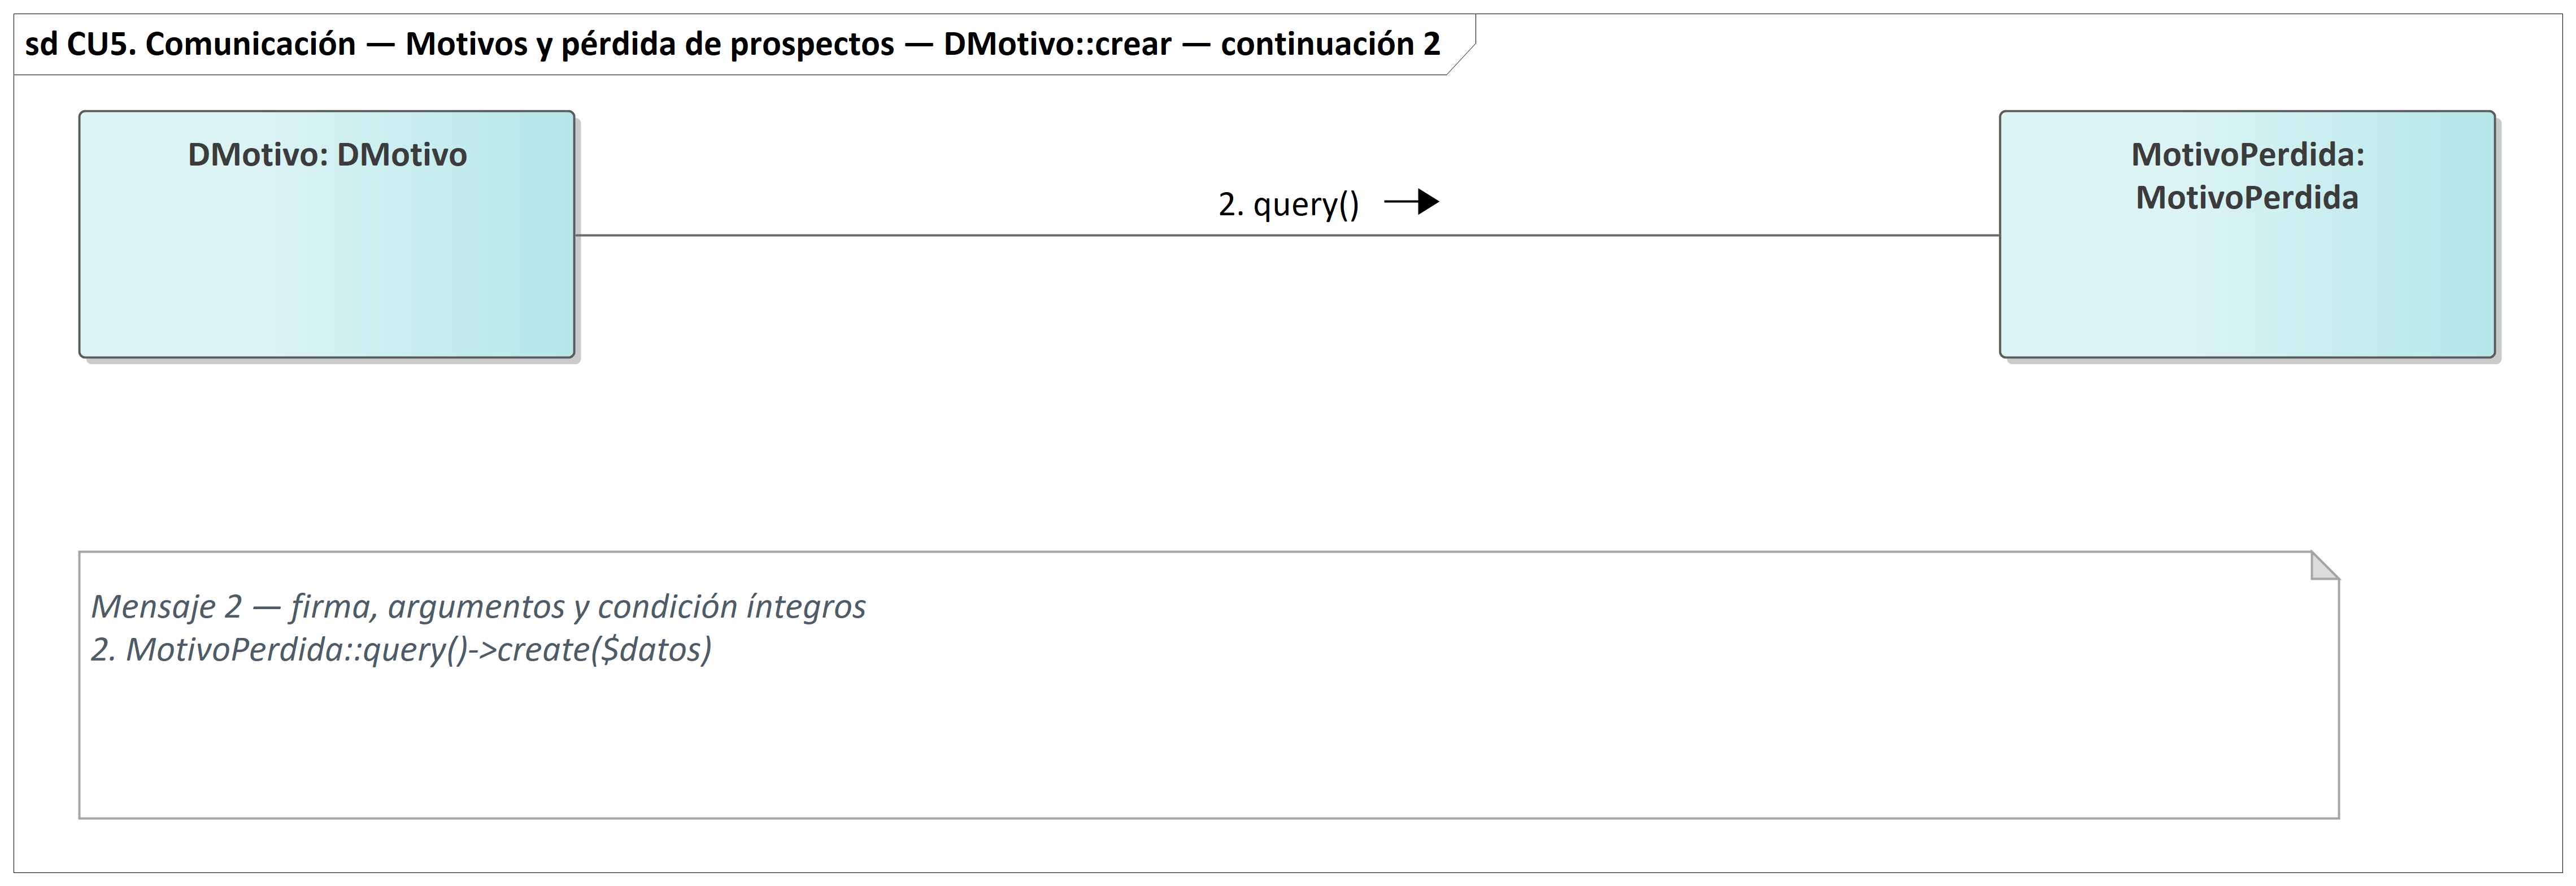 sd CU5. Comunicación — Motivos y pérdida de prospectos — DMotivo::crear — continuación 2
DMotivo: DMotivo
MotivoPerdida:
MotivoPerdida
2. query()
Mensaje 2 — firma, argumentos y condición íntegros
2. MotivoPerdida::query()->create($datos)